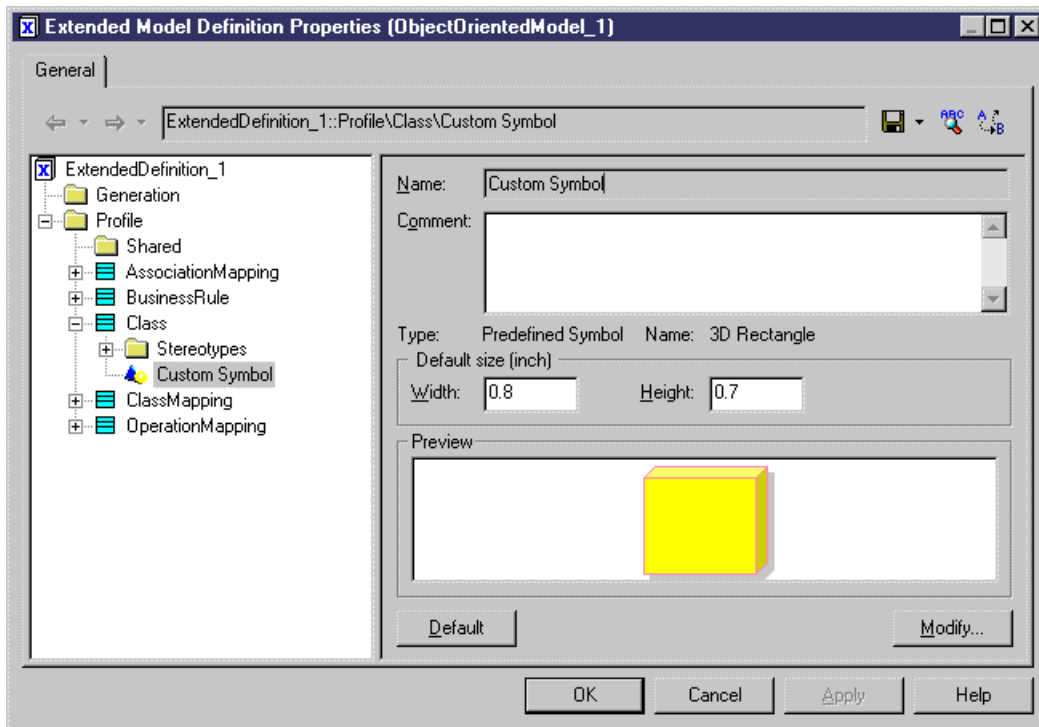 Extended Model Definition Properties (ObjectOrientedModel_1)
General
ExtendedDefinition_1::Profile\Class\Custom Symbol
ABC
A
B
ExtendedDefinition_1
Generation
Profile
Shared
AssociationMapping
BusinessRule
Class
Stereotypes
Custom Symbol
ClassMapping
OperationMapping
Name: Custom Symbol
Comment:
Type: Predefined Symbol Name: 3D Rectangle
Default size (inch)
Width: 0.8 Height: 0.7
Preview
Default Modify...
OK Cancel Apply Help